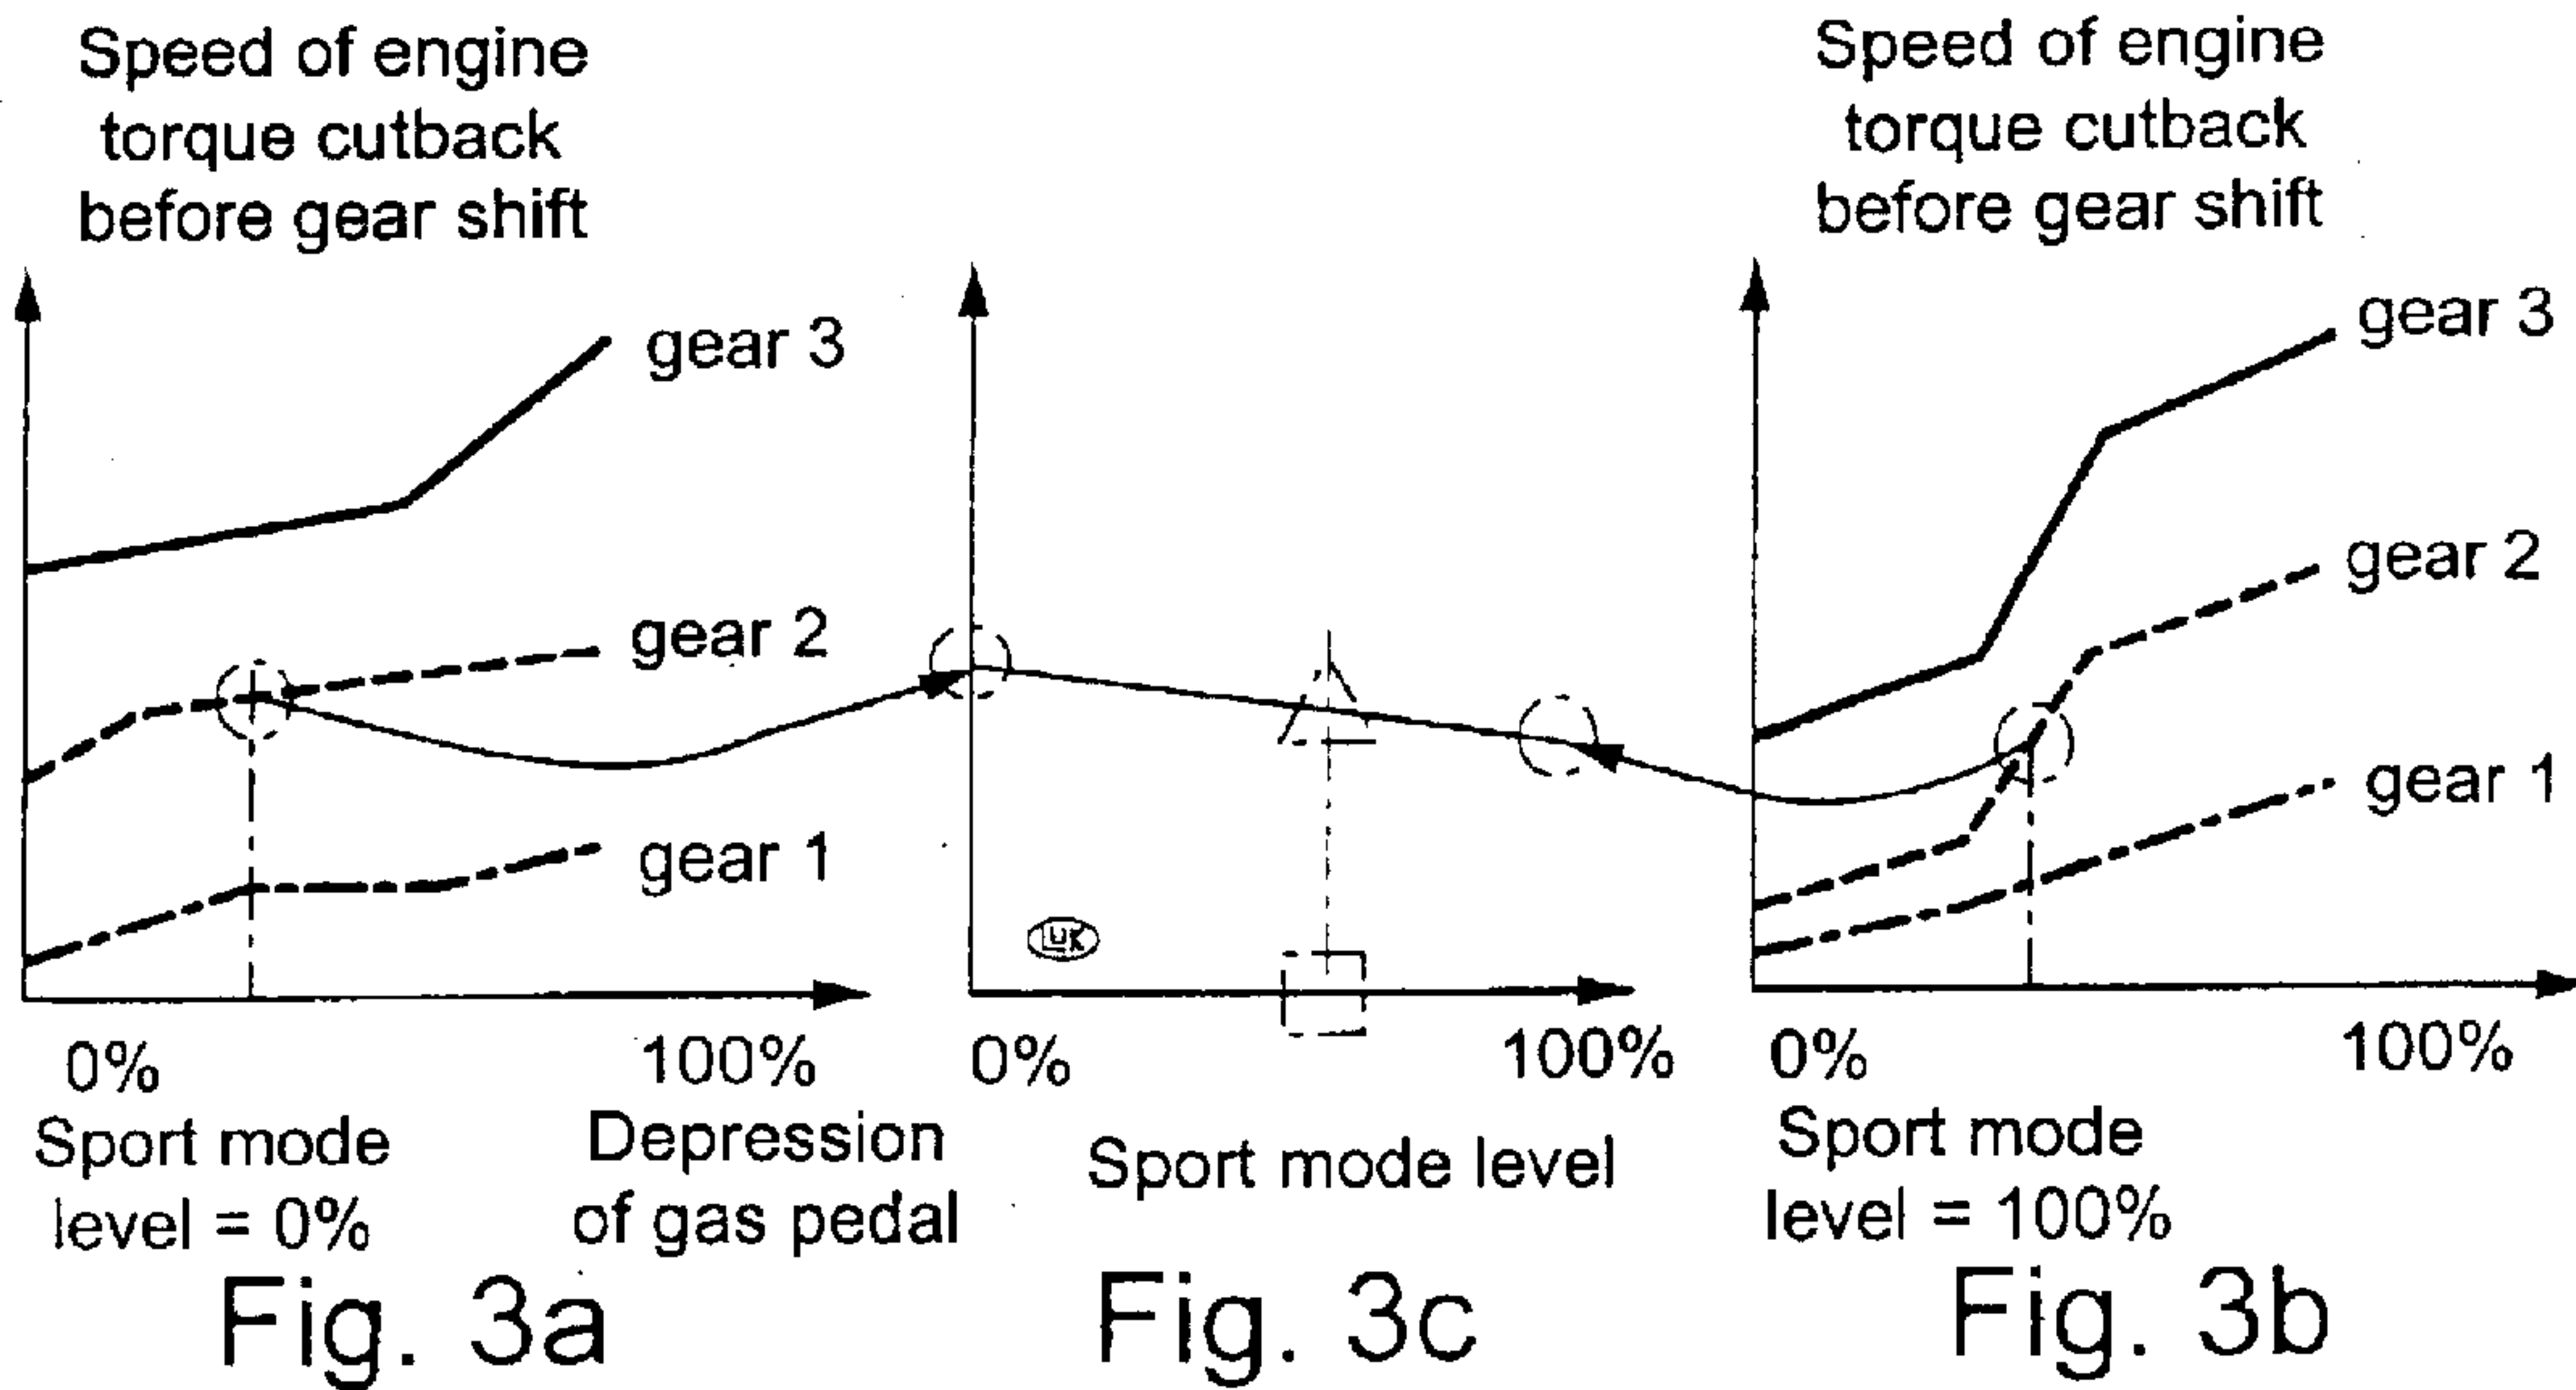 Speed of engine
torque cutback
before gear shift
gear 3
gear 2
gear 1
0%
100%
Sport mode
level = 0%
Depression
of gas pedal
Fig. 3a
LUK
0%
100%
Sport mode level
Fig. 3c
Speed of engine
torque cutback
before gear shift
gear 3
gear 2
gear 1
0%
100%
Sport mode
level = 100%
Fig. 3b